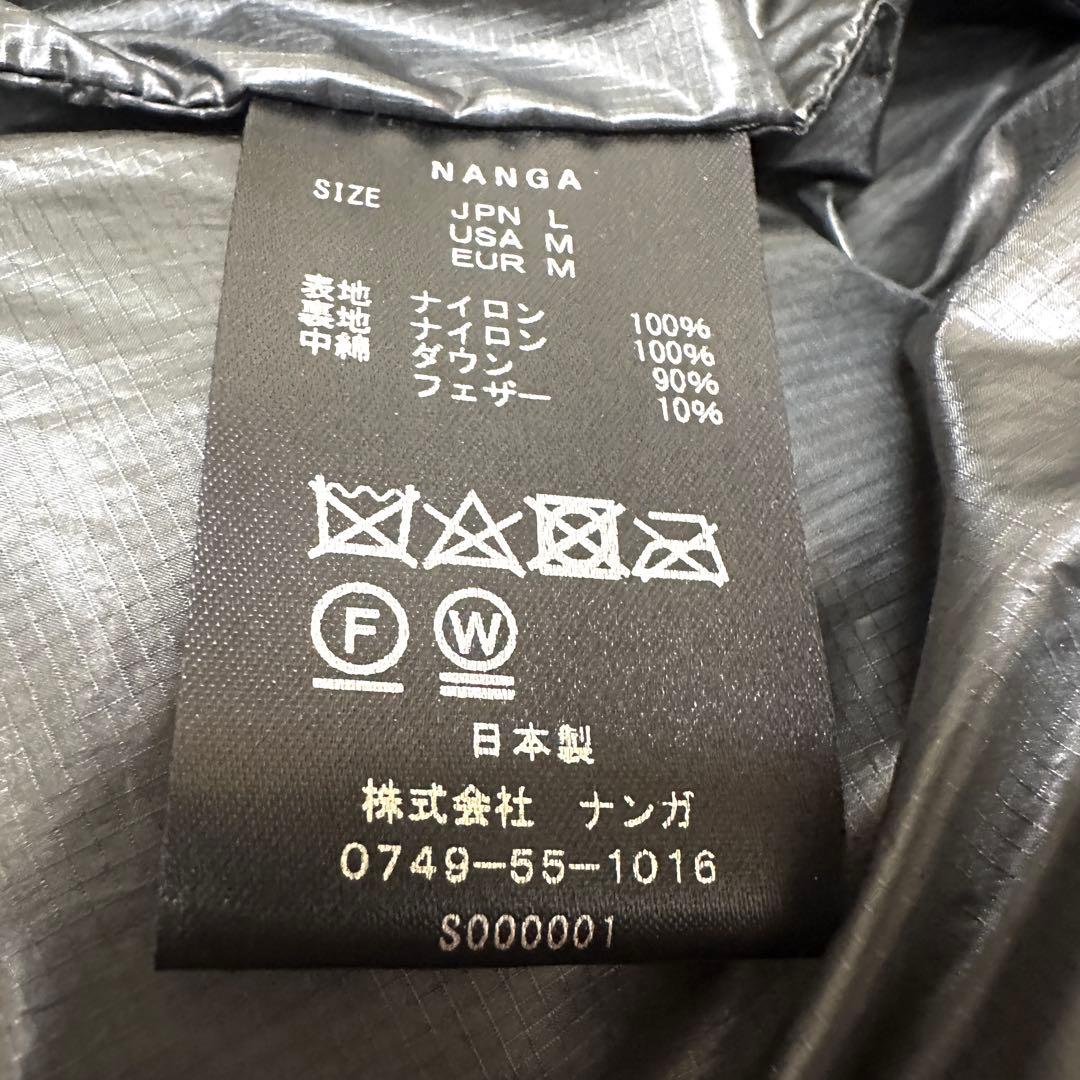 NANGA
SIZE JPN L
USA M
EUR M
表地 ナイロン 100%
裏地 ナイロン 100%
中綿 ダウン 90%
フェザー 10%
F W
日本製
株式会社 ナンガ
0749-55-1016
S000001